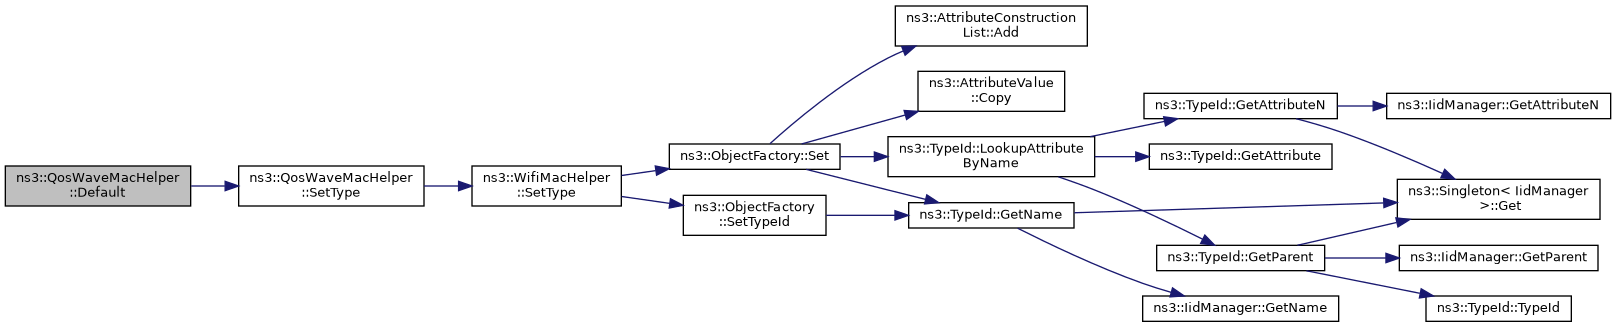 ns3::QosWaveMacHelper
::Default
ns3::QosWaveMacHelper
::SetType
ns3::WifiMacHelper
::SetType
ns3::ObjectFactory::Set
ns3::ObjectFactory
::SetTypeId
ns3::AttributeConstruction
List::Add
ns3::AttributeValue
::Copy
ns3::TypeId::LookupAttribute
ByName
ns3::TypeId::GetName
ns3::TypeId::GetAttributeN
ns3::TypeId::GetAttribute
ns3::TypeId::GetParent
ns3::IidManager::GetName
ns3::IidManager::GetAttributeN
ns3::Singleton< IidManager
>::Get
ns3::IidManager::GetParent
ns3::TypeId::TypeId